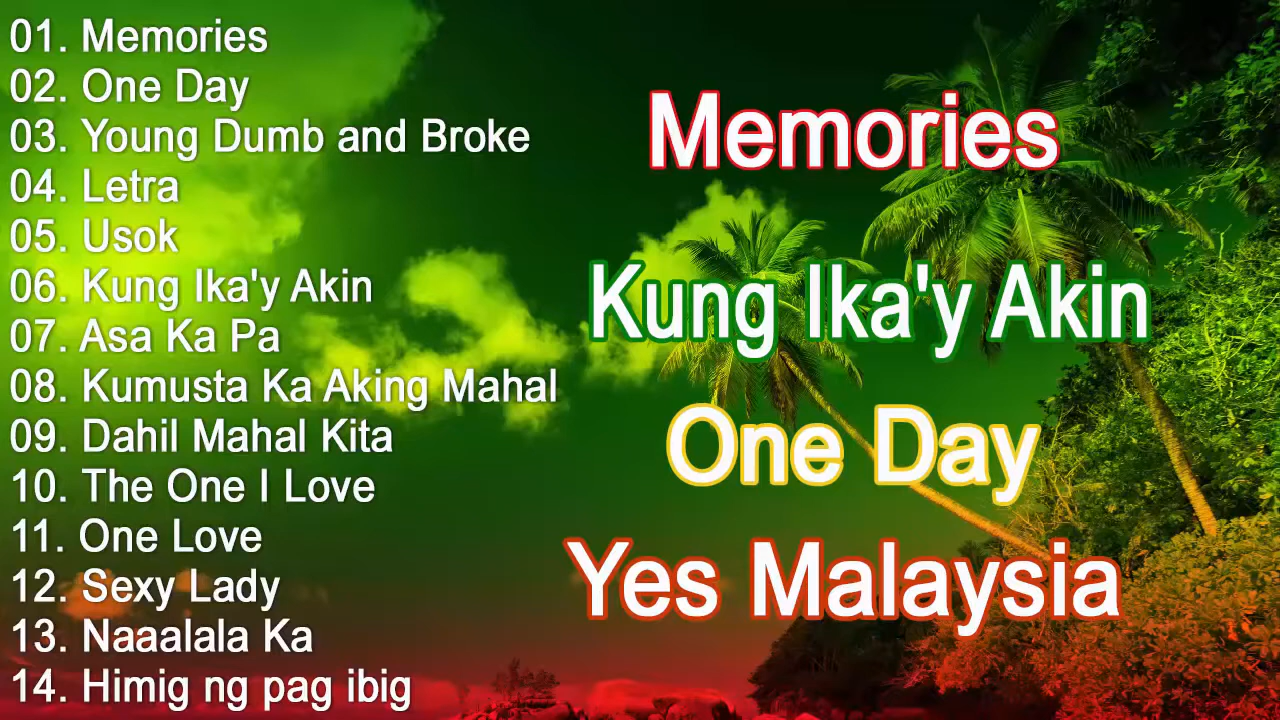 01. Memories
02. One Day
03. Young Dumb and Broke
04. Letra
05. Usok
06. Kung Ika'y Akin
07. Asa Ka Pa
08. Kumusta Ka Aking Mahal
09. Dahil Mahal Kita
10. The One I Love
11. One Love
12. Sexy Lady
13. Naaalala Ka
14. Himig ng pag ibig
Memories
Kung Ika'y Akin
One Day
Yes Malaysia